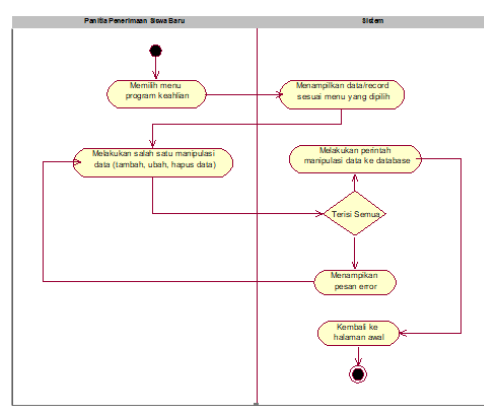 Panitia Penerimaan Siswa Baru
Sistem
Memilih menu
program keahlian
Menampilkan data/record
sesuai menu yang dipilih
Melakukan salah satu manipulasi
data (tambah, ubah, hapus data)
Melakukan perintah
manipulasi data ke database
Terisi Semua
Menampikan
pesan error
Kembali ke
halaman awal